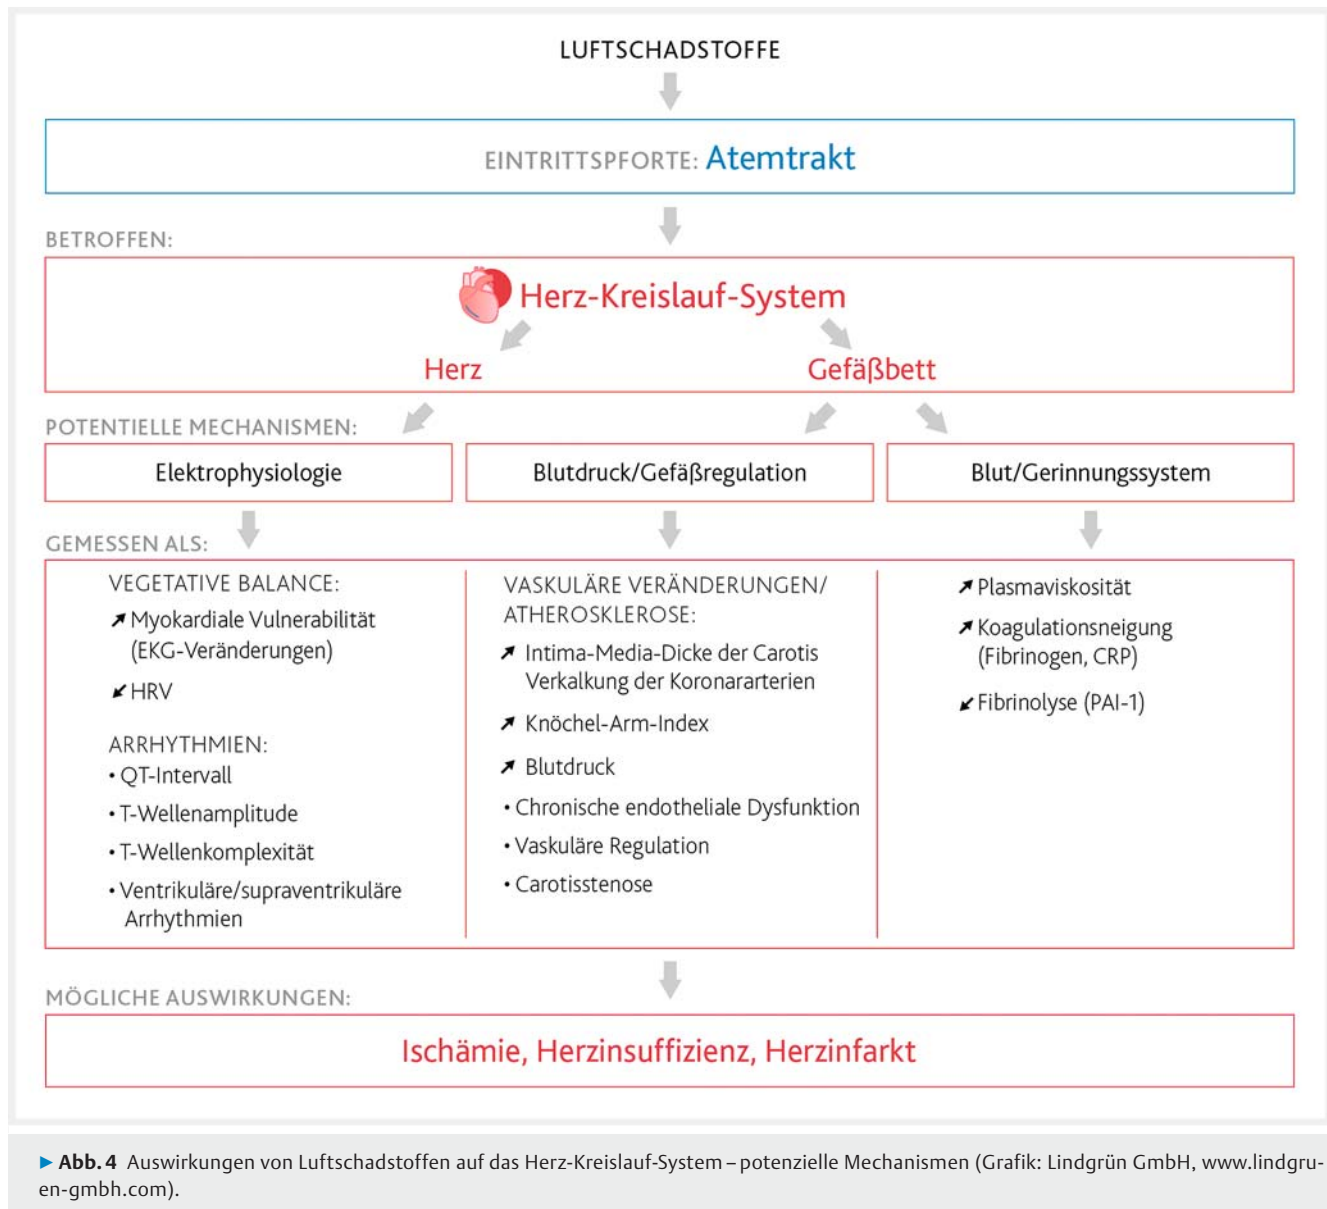 LUFTSCHADSTOFFE
EINTRITTSPFORTE: Atemtrakt
BETROFFEN:
Herz-Kreislauf-System
Herz
Gefäßbett
POTENTIELLE MECHANISMEN:
Elektrophysiologie
Blutdruck/Gefäßregulation
Blut/Gerinnungssystem
GEMESSEN ALS:
VEGETATIVE BALANCE:
↗ Myokardiale Vulnerabilität
(EKG-Veränderungen)
↙ HRV
ARRHYTHMIEN:
• QT-Intervall
• T-Wellenamplitude
• T-Wellenkomplexität
• Ventrikuläre/supraventrikuläre
Arrhythmien
VASKULÄRE VERÄNDERUNGEN/
ATHEROSKLEROSE:
↗ Intima-Media-Dicke der Carotis
Verkalkung der Koronararterien
↗ Knöchel-Arm-Index
↗ Blutdruck
• Chronische endotheliale Dysfunktion
• Vaskuläre Regulation
• Carotisstenose
↗ Plasmaviskosität
↗ Koagulationsneigung
(Fibrinogen, CRP)
↙ Fibrinolyse (PAI-1)
MÖGLICHE AUSWIRKUNGEN:
Ischämie, Herzinsuffizienz, Herzinfarkt
▶ Abb. 4 Auswirkungen von Luftschadstoffen auf das Herz-Kreislauf-System – potenzielle Mechanismen (Grafik: Lindgrün GmbH, www.lindgru-
en-gmbh.com).